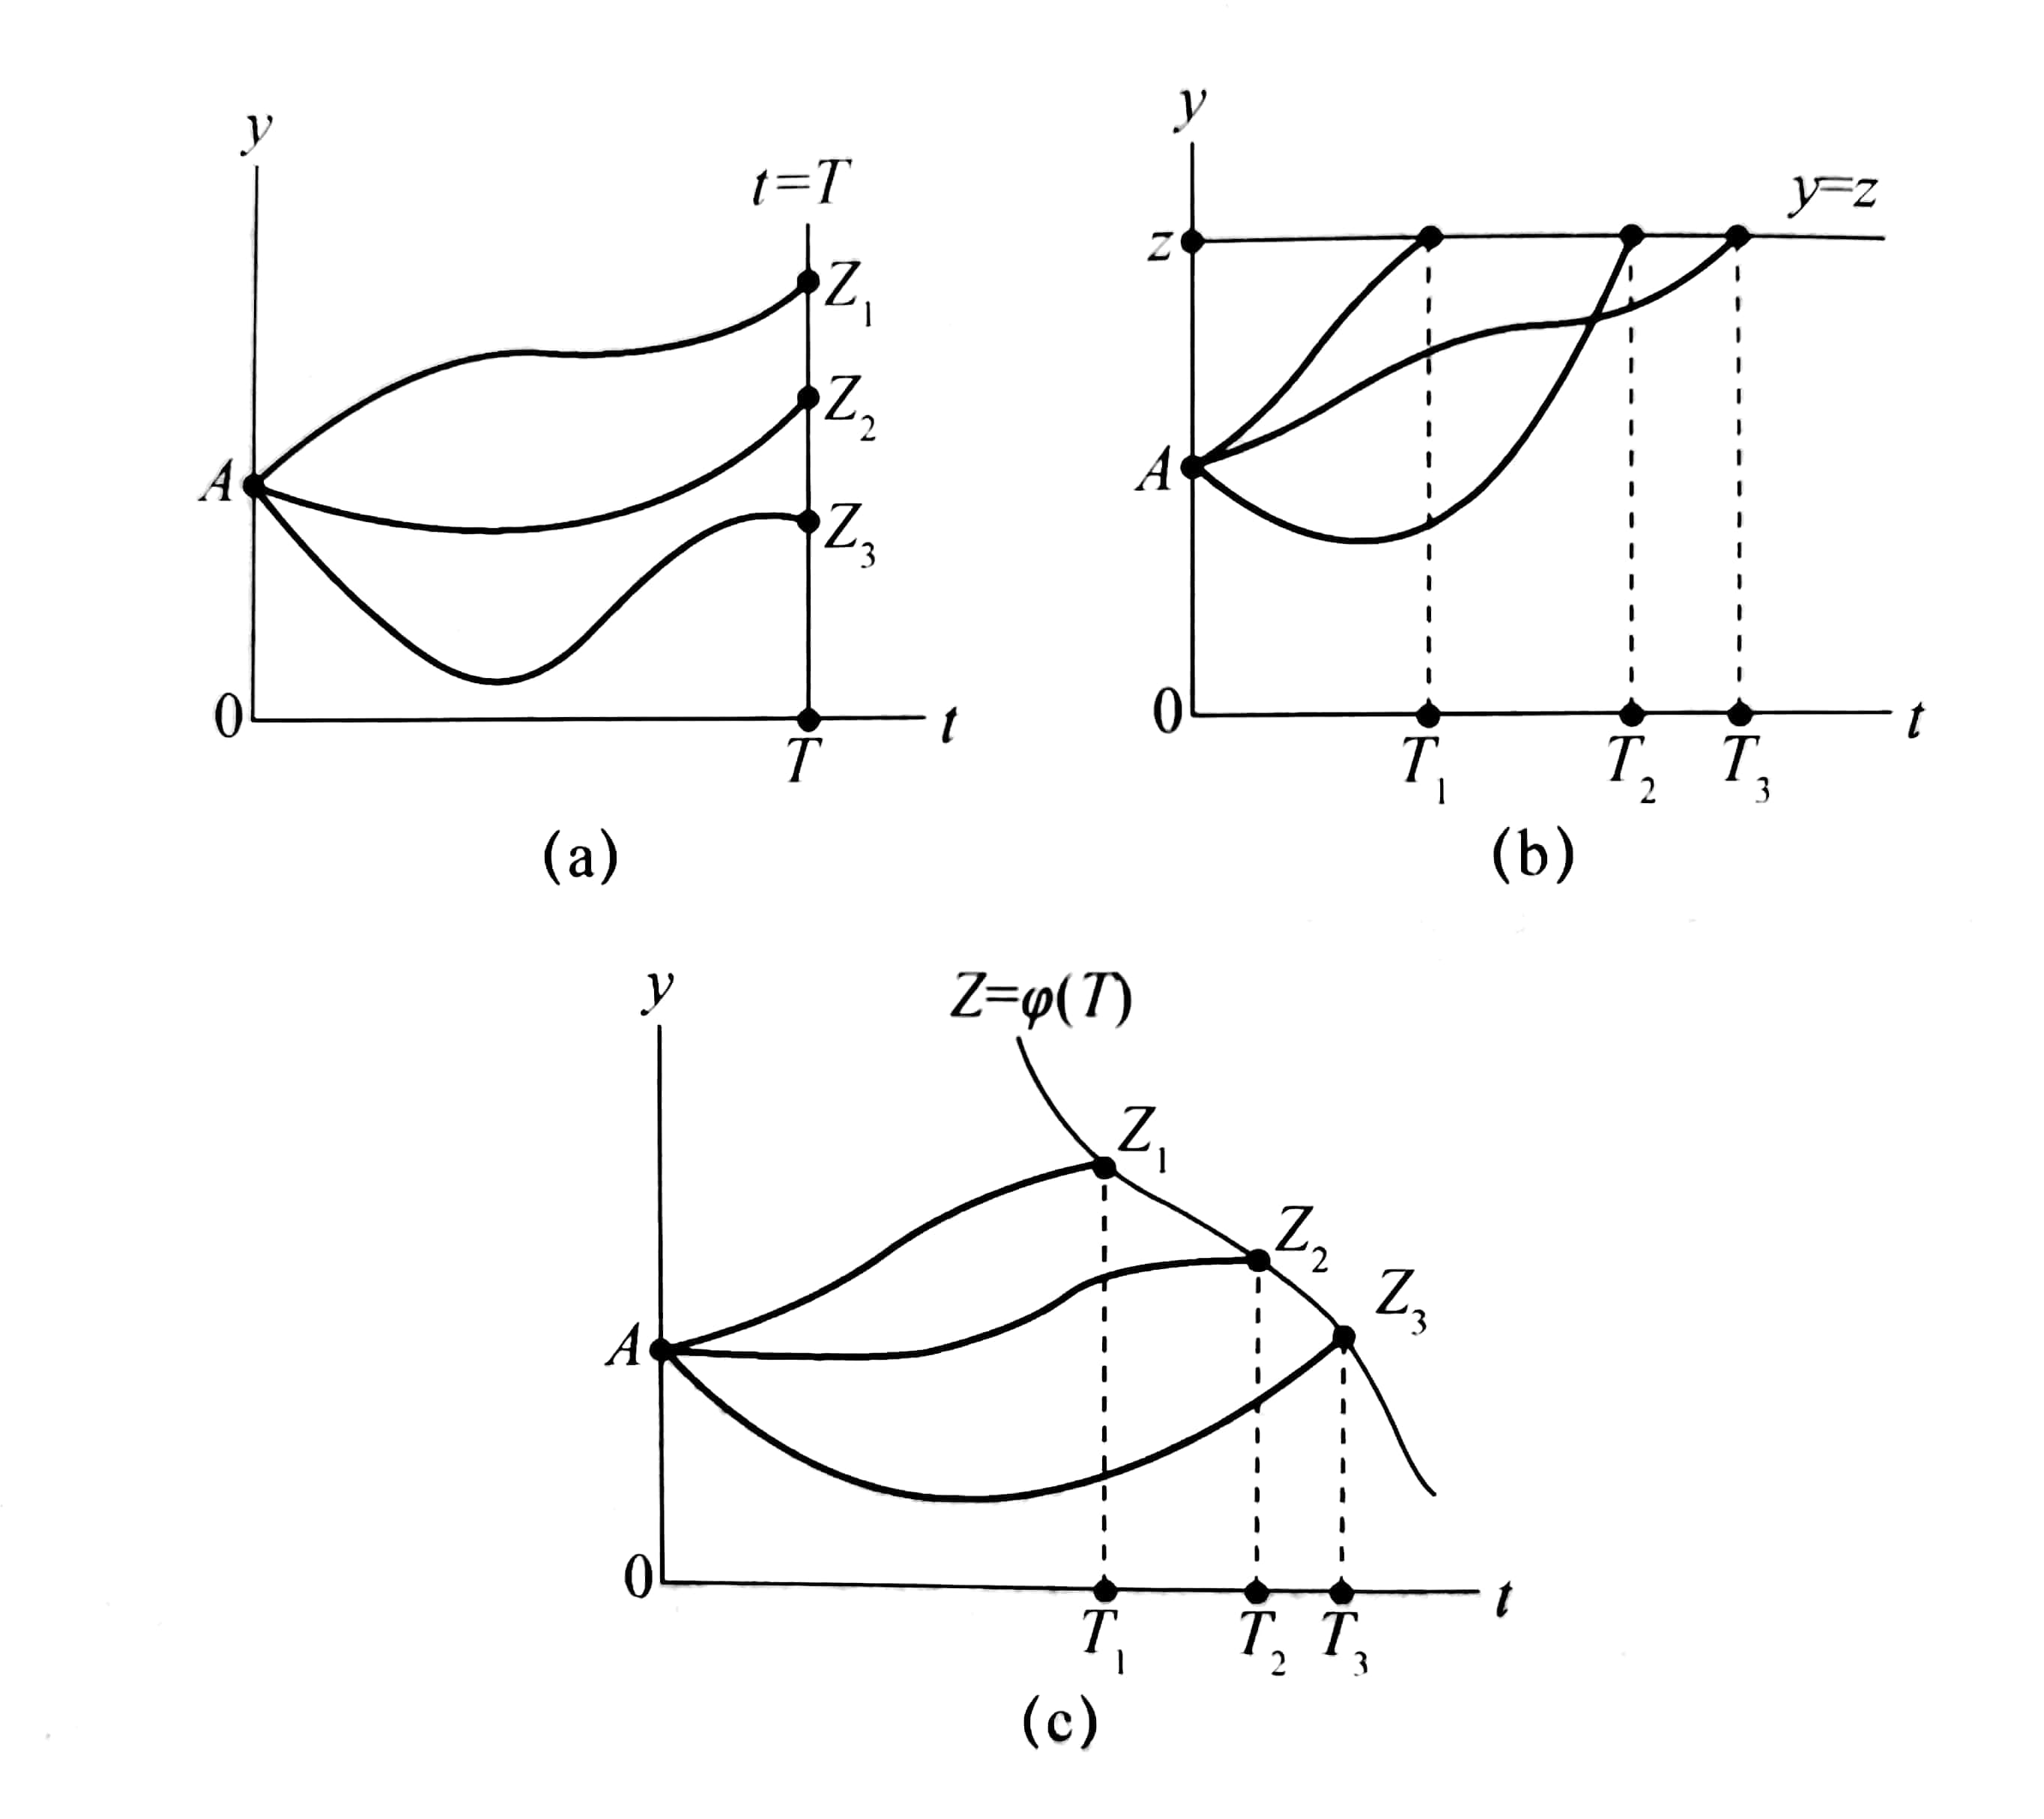 y
t=T
Z₁
Z₂
A
Z₃
0
t
T
(a)
y
y=z
z
A
0
t
T₁
T₂
T₃
(b)
y
Z=φ(T)
Z₁
Z₂
Z₃
A
0
t
T₁
T₂
T₃
(c)